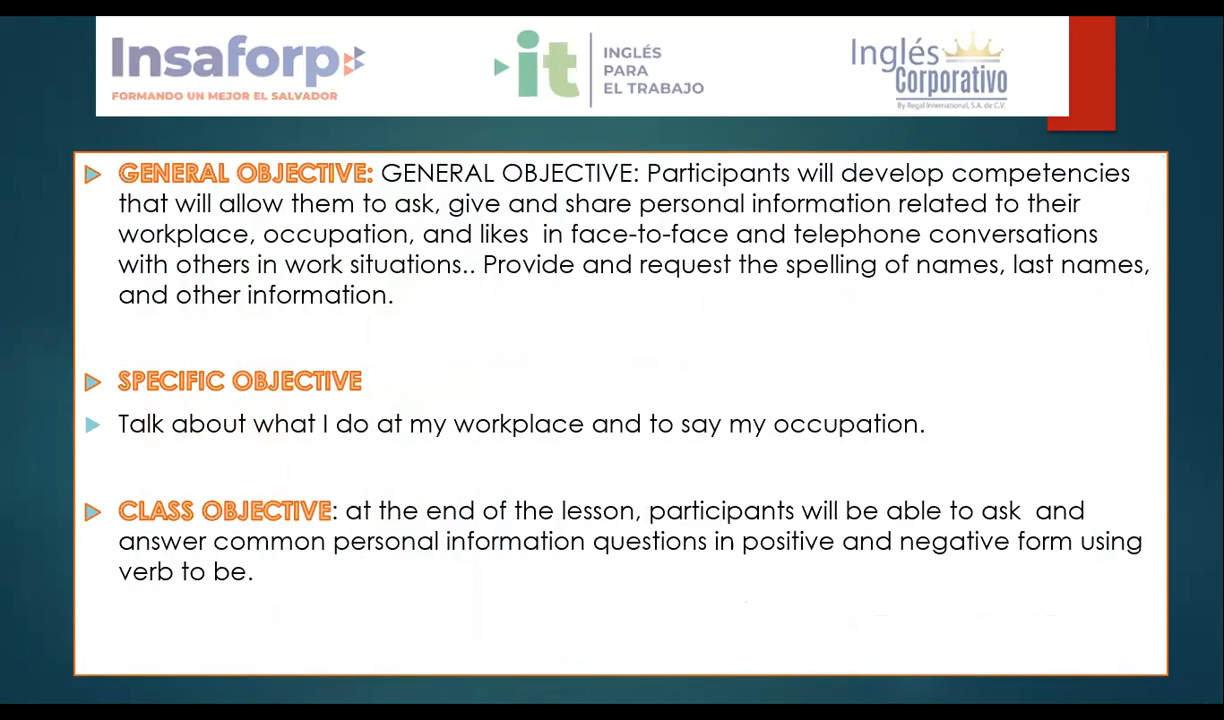 Insaforp
FORMANDO UN MEJOR EL SALVADOR
it
INGLÉS
PARA
EL TRABAJO
Inglés
Corporativo
By Regal International, S.A. de C.V.
GENERAL OBJECTIVE: GENERAL OBJECTIVE: Participants will develop competencies
that will allow them to ask, give and share personal information related to their
workplace, occupation, and likes in face-to-face and telephone conversations
with others in work situations.. Provide and request the spelling of names, last names,
and other information.
SPECIFIC OBJECTIVE
Talk about what I do at my workplace and to say my occupation.
CLASS OBJECTIVE: at the end of the lesson, participants will be able to ask and
answer common personal information questions in positive and negative form using
verb to be.